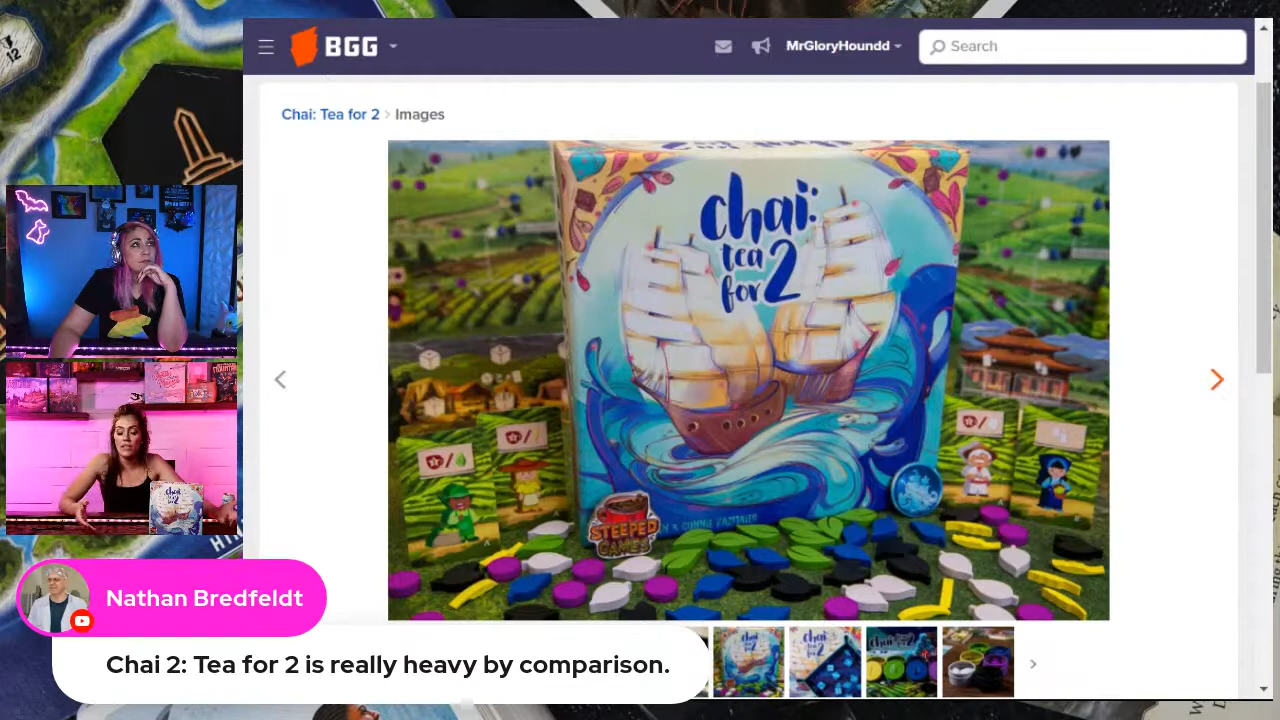 BGG
MrGloryHoundd
Search
Chai: Tea for 2 > Images
chai:
tea
for 2
STEEPED
GAMES
12
Nathan Bredfeldt
Chai 2: Tea for 2 is really heavy by comparison.